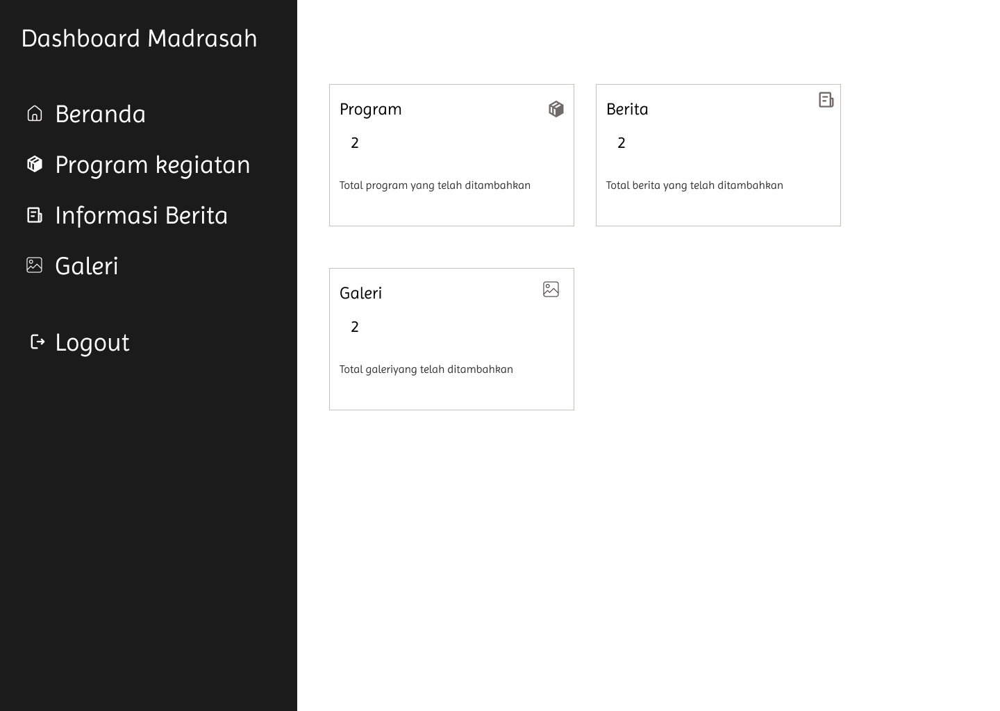 Dashboard Madrasah
Beranda
Program kegiatan
Informasi Berita
Galeri
Logout
Program
2
Total program yang telah ditambahkan
Berita
2
Total berita yang telah ditambahkan
Galeri
2
Total galeriyang telah ditambahkan